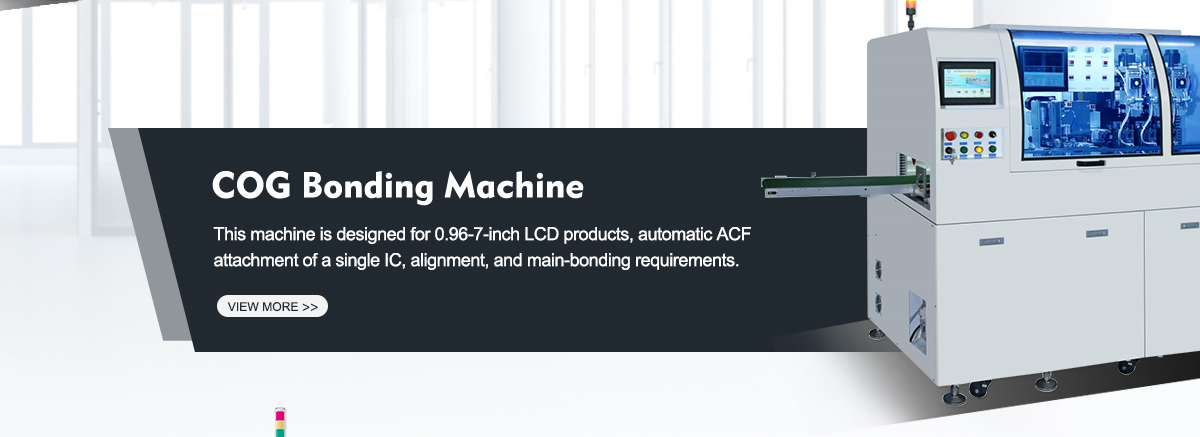 COG Bonding Machine
This machine is designed for 0.96-7-inch LCD products, automatic ACF
attachment of a single IC, alignment, and main-bonding requirements.
VIEW MORE >>